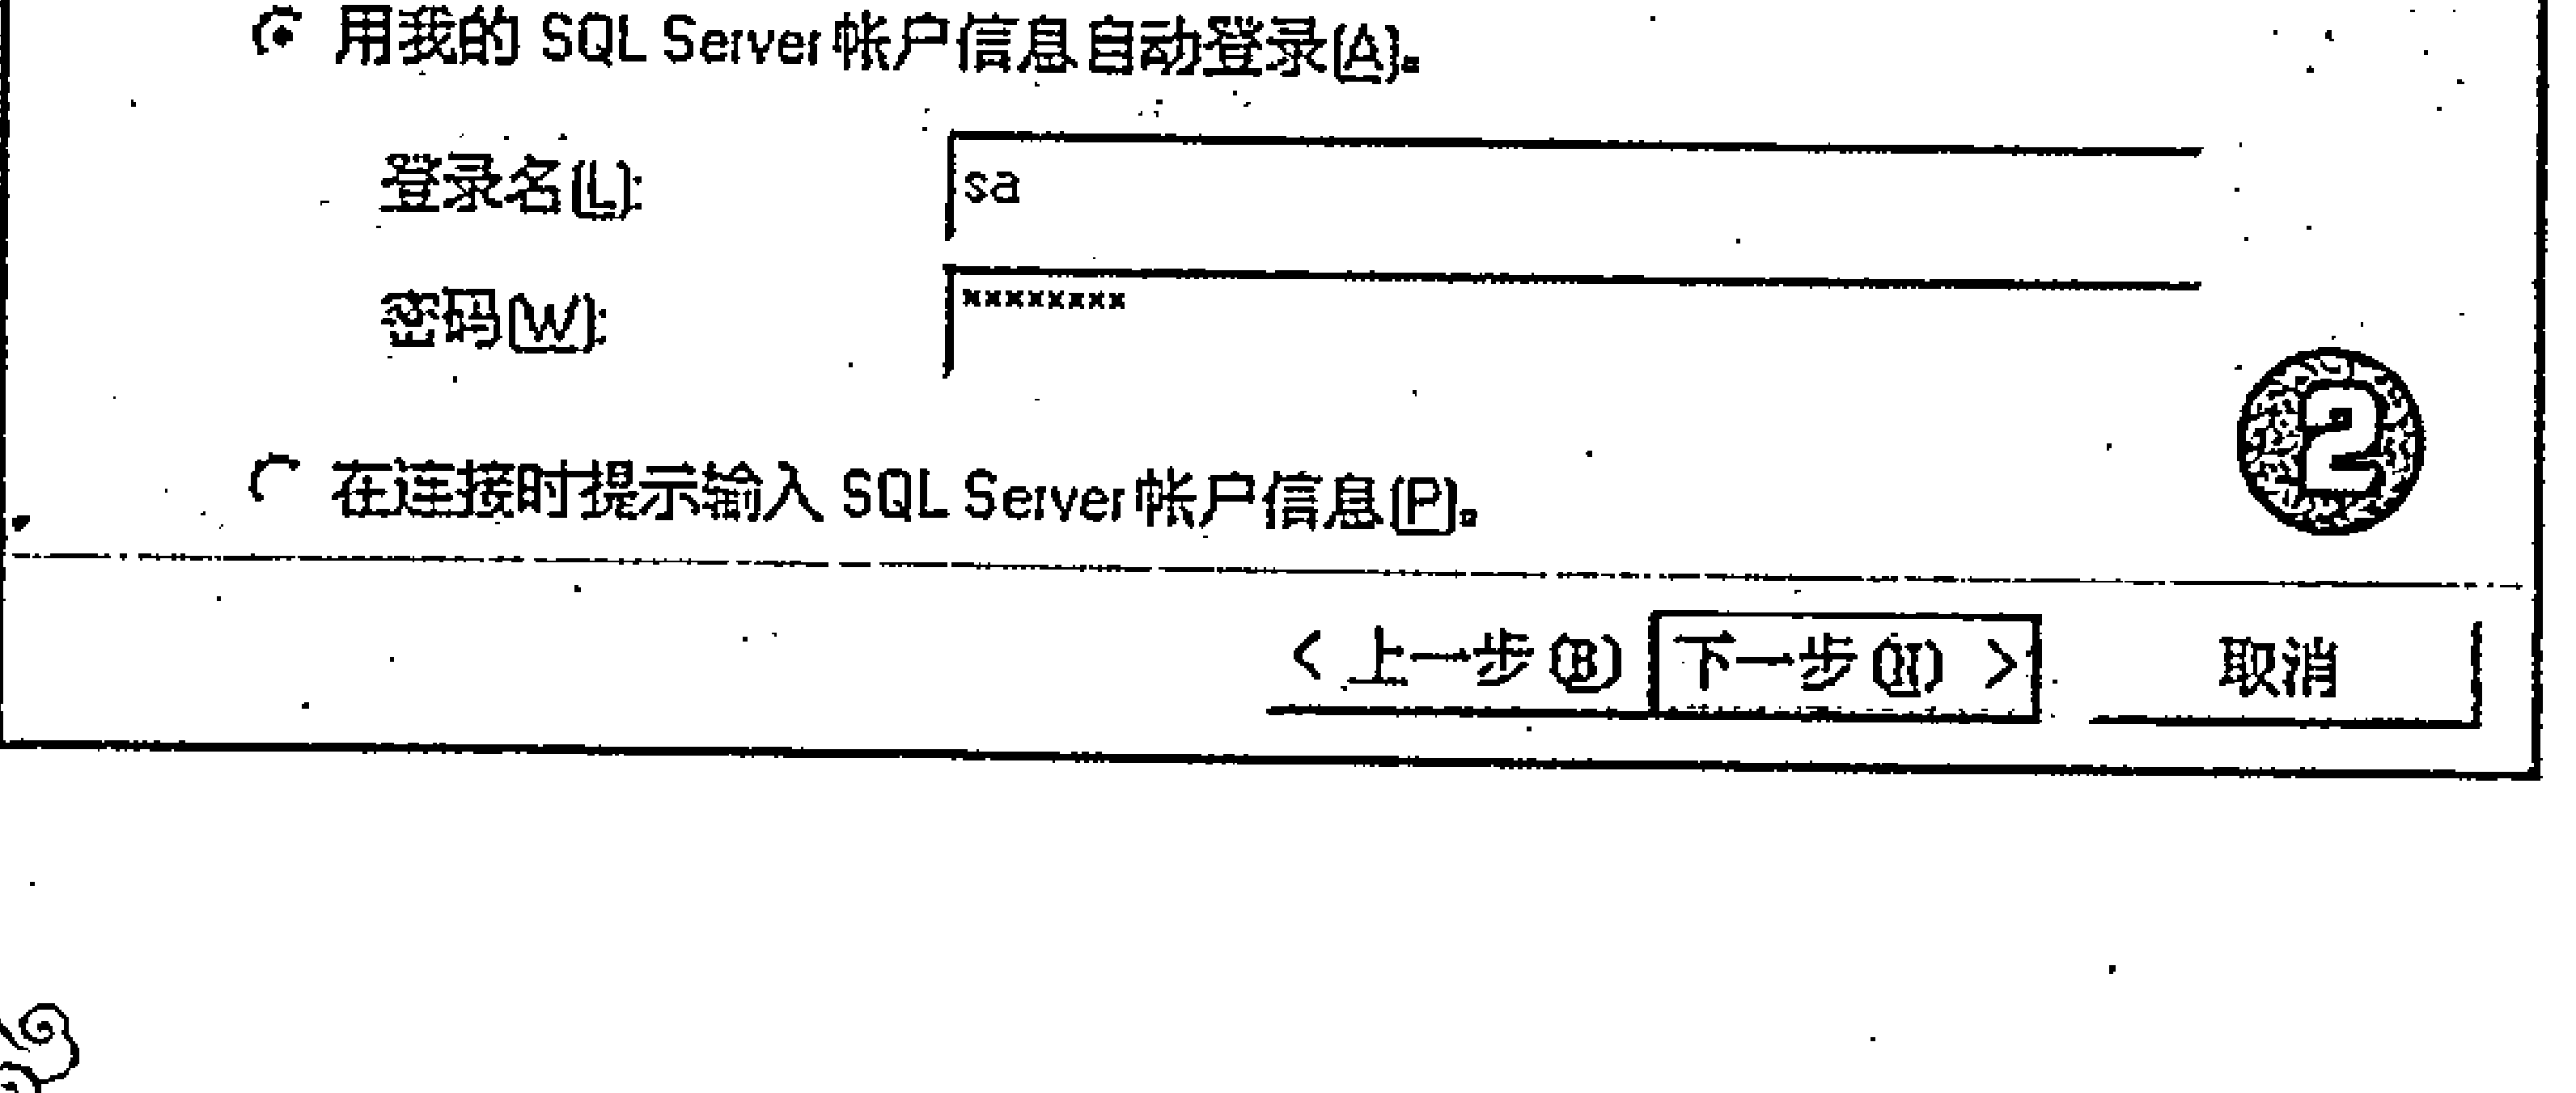 用我的 SQL Server 帐户信息自动登录(A)。
登录名(L): sa
密码(W): ********
在连接时提示输入 SQL Server 帐户信息(P)。
2
< 上一步(B) 下一步(N) > 取消